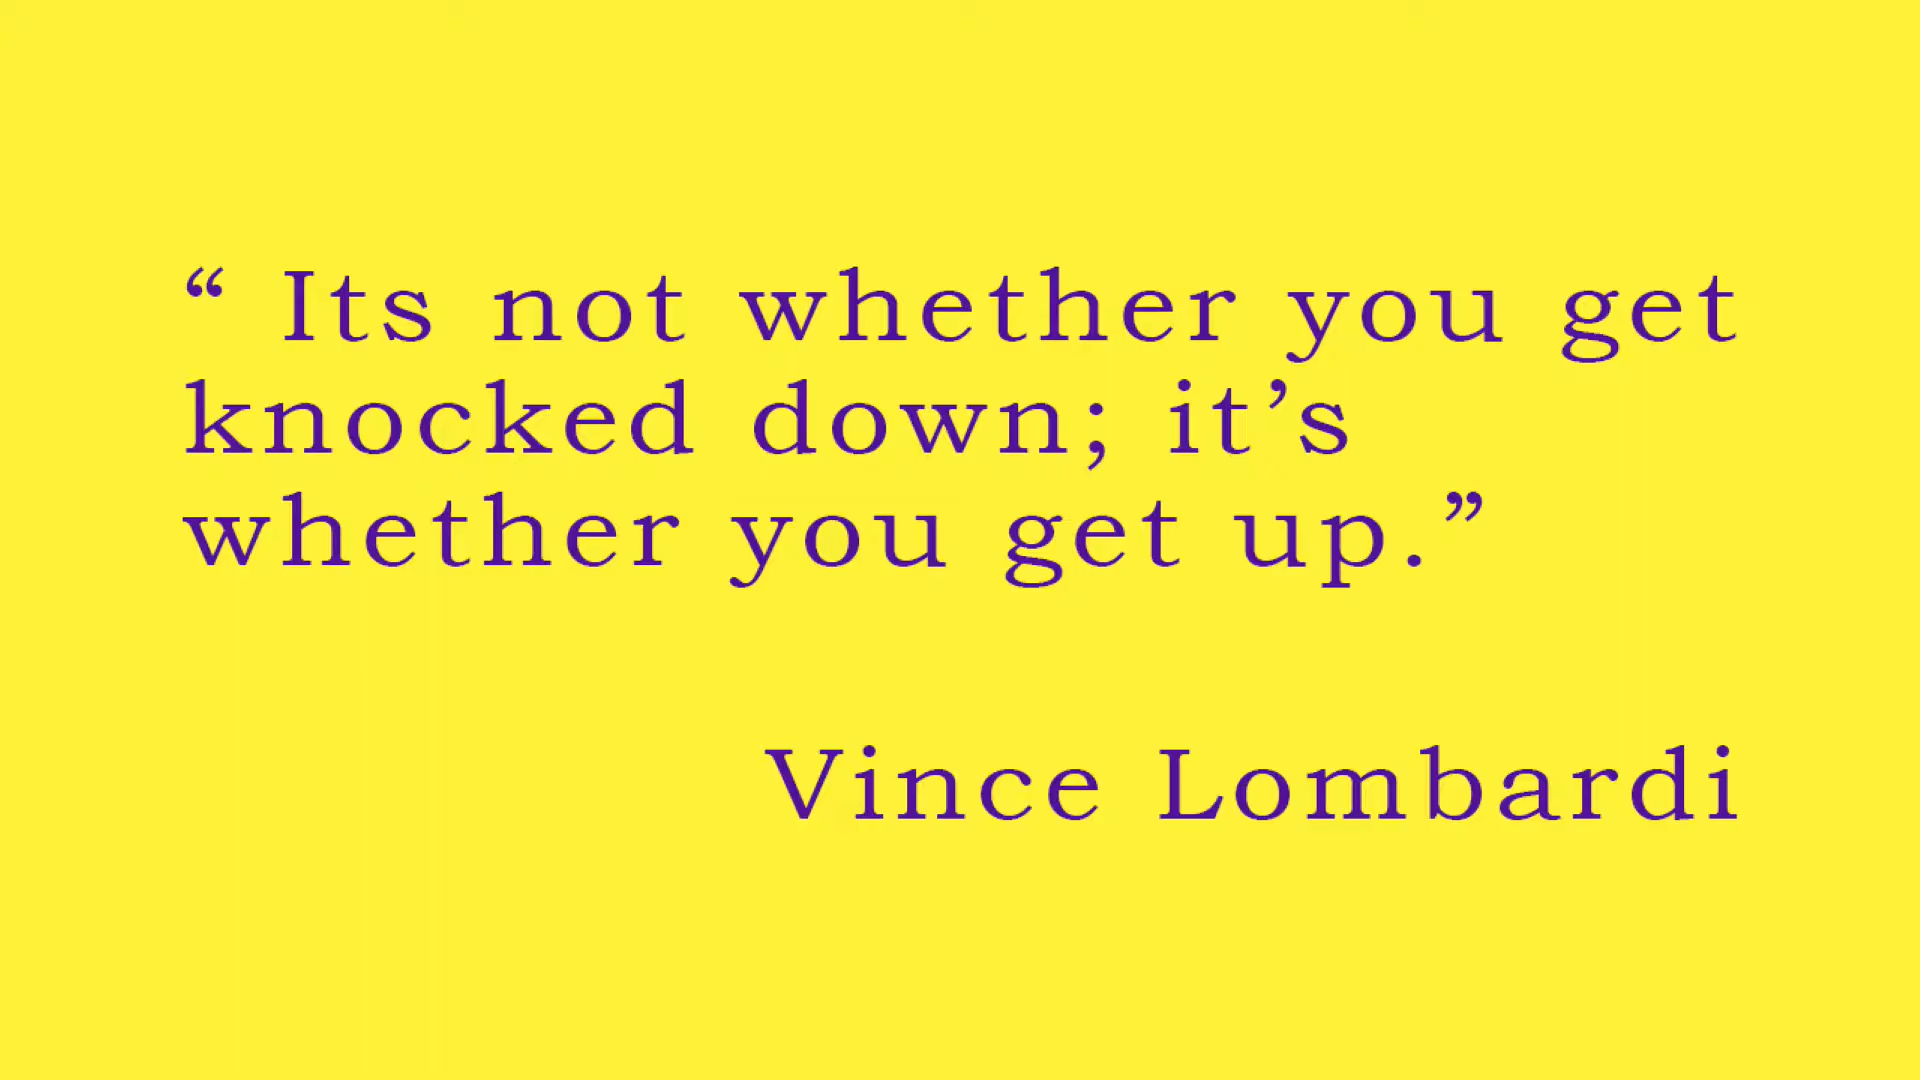 “ Its not whether you get
knocked down; it’s
whether you get up.”
Vince Lombardi